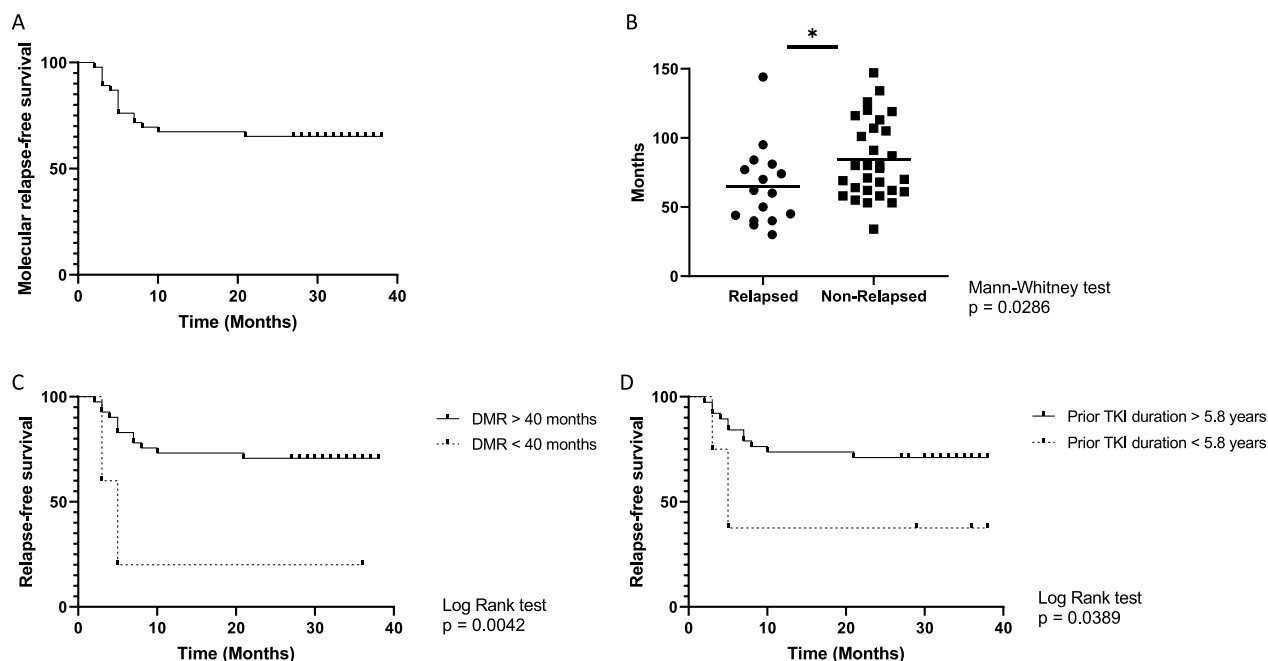 A
Molecular relapse-free survival
100
50
0
0 10 20 30 40
Time (Months)
B
*
Months
150
100
50
0
Relapsed Non-Relapsed
Mann-Whitney test
p = 0.0286
C
Relapse-free survival
100
50
0
0 10 20 30 40
Time (Months)
DMR > 40 months
DMR < 40 months
Log Rank test
p = 0.0042
D
Relapse-free survival
100
50
0
0 10 20 30 40
Time (Months)
Prior TKI duration > 5.8 years
Prior TKI duration < 5.8 years
Log Rank test
p = 0.0389